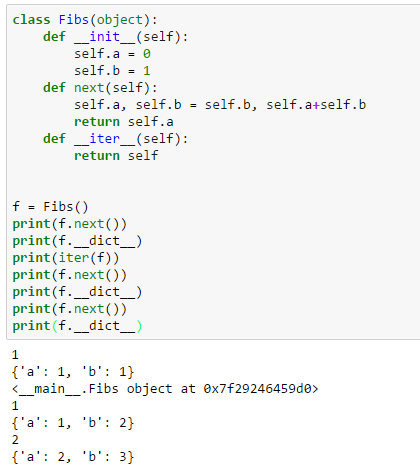 class Fibs(object):
    def __init__(self):
        self.a = 0
        self.b = 1
    def next(self):
        self.a, self.b = self.b, self.a+self.b
        return self.a
    def __iter__(self):
        return self

f = Fibs()
print(f.next())
print(f.__dict__)
print(iter(f))
print(f.next())
print(f.__dict__)
print(f.next())
print(f.__dict__)
1
{'a': 1, 'b': 1}
<__main__.Fibs object at 0x7f29246459d0>
1
{'a': 1, 'b': 2}
2
{'a': 2, 'b': 3}